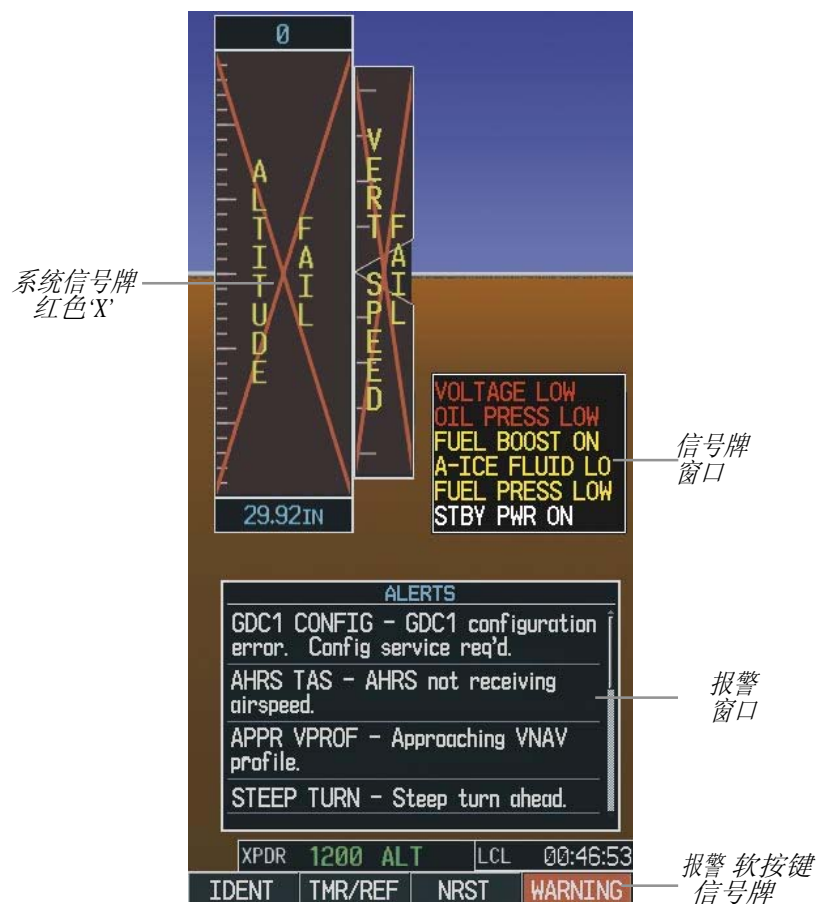 0
ALTITUDE
FAIL
VERT SPEED
FAIL
系统信号牌
红色‘X’
29.92IN
VOLTAGE LOW
OIL PRESS LOW
FUEL BOOST ON
A-ICE FLUID LO
FUEL PRESS LOW
STBY PWR ON
信号牌
窗口
ALERTS
GDC1 CONFIG – GDC1 configuration
error. Config service req'd.
AHRS TAS – AHRS not receiving
airspeed.
APPR VPROF – Approaching VNAV
profile.
STEEP TURN – Steep turn ahead.
报警
窗口
XPDR 1200 ALT LCL 00:46:53
IDENT TMR/REF NRST WARNING
报警 软按键
信号牌